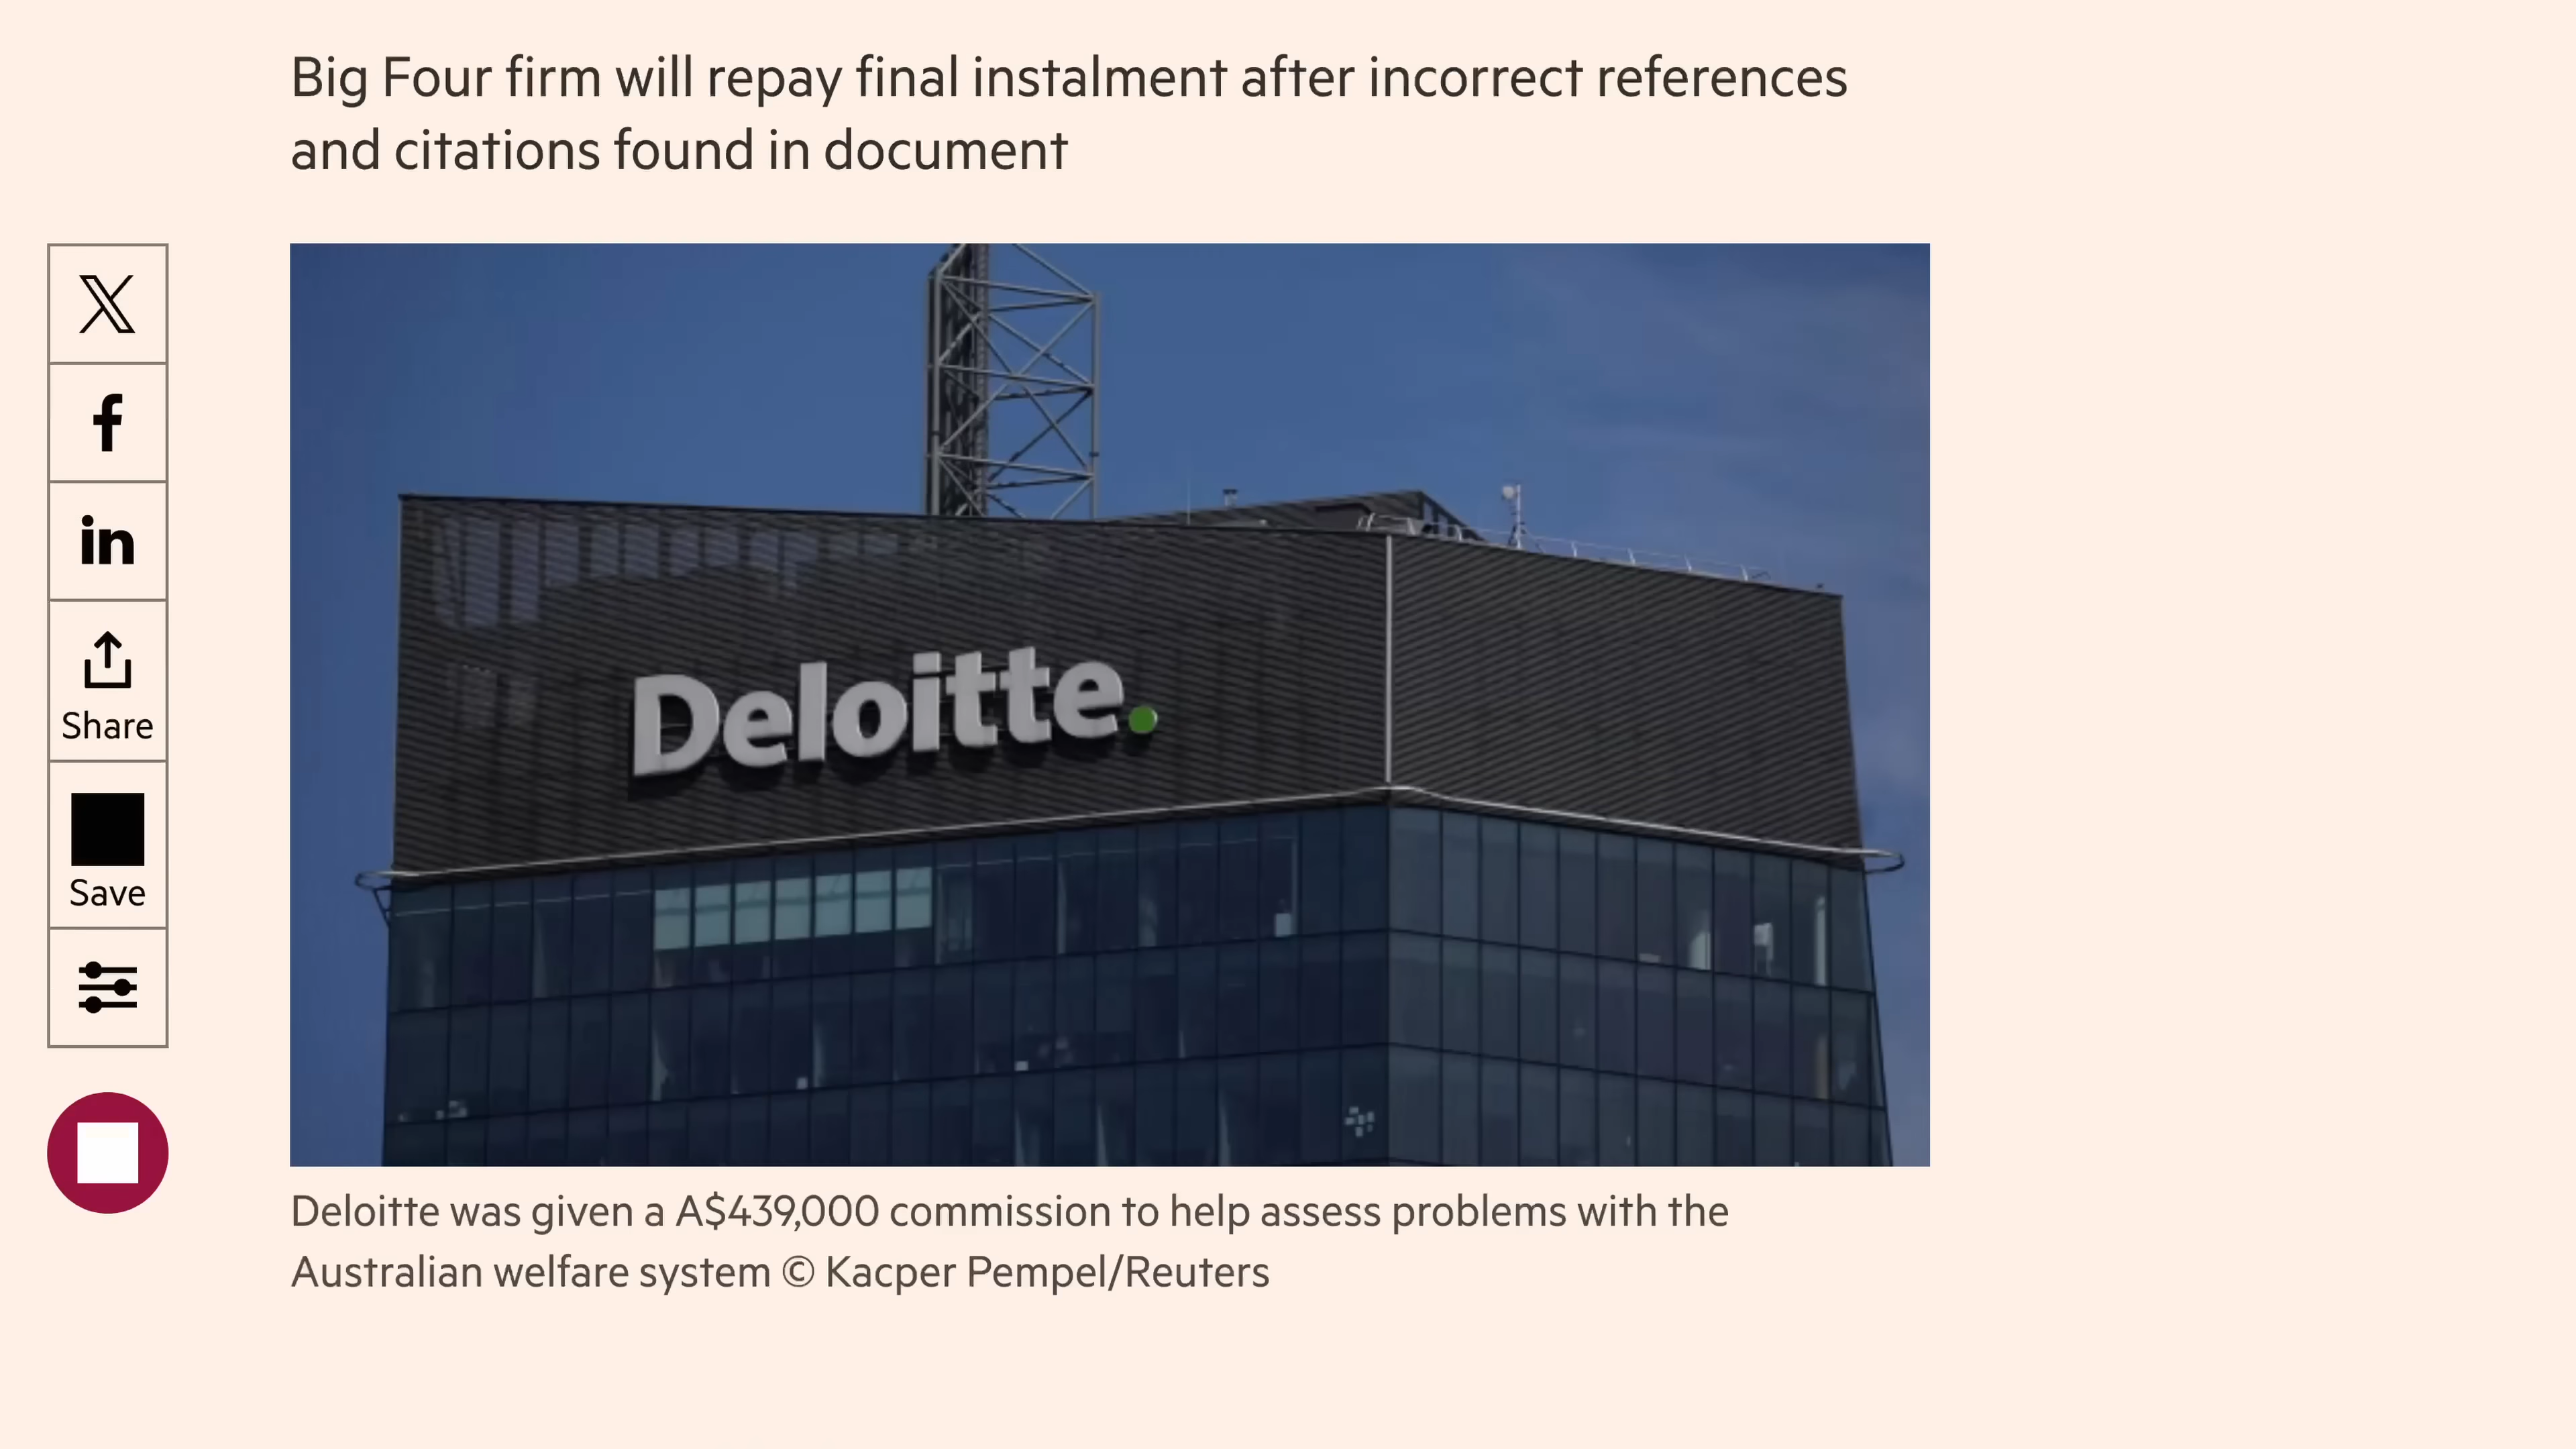 Big Four firm will repay final instalment after incorrect references
and citations found in document
Share
Save
Deloitte.
Deloitte was given a A$439,000 commission to help assess problems with the
Australian welfare system © Kacper Pempel/Reuters